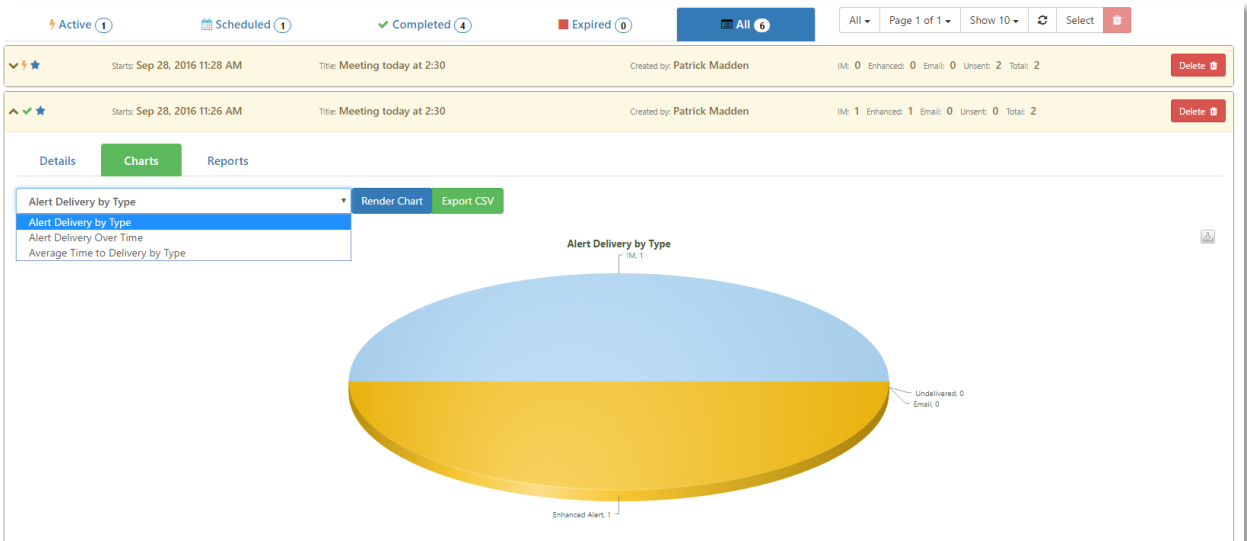 Active 1 Scheduled 1 Completed 4 Expired 0 All 6 All Page 1 of 1 Show 10 Select
Starts: Sep 28, 2016 11:28 AM Title: Meeting today at 2:30 Created by: Patrick Madden IM: 0 Enhanced: 0 Email: 0 Unsent: 2 Total: 2 Delete
Starts: Sep 28, 2016 11:26 AM Title: Meeting today at 2:30 Created by: Patrick Madden IM: 1 Enhanced: 1 Email: 0 Unsent: 0 Total: 2 Delete
Details Charts Reports
Alert Delivery by Type Render Chart Export CSV
Alert Delivery by Type
Alert Delivery Over Time
Average Time to Delivery by Type
Alert Delivery by Type
IM, 1
Undelivered, 0
Email, 0
Enhanced Alert, 1